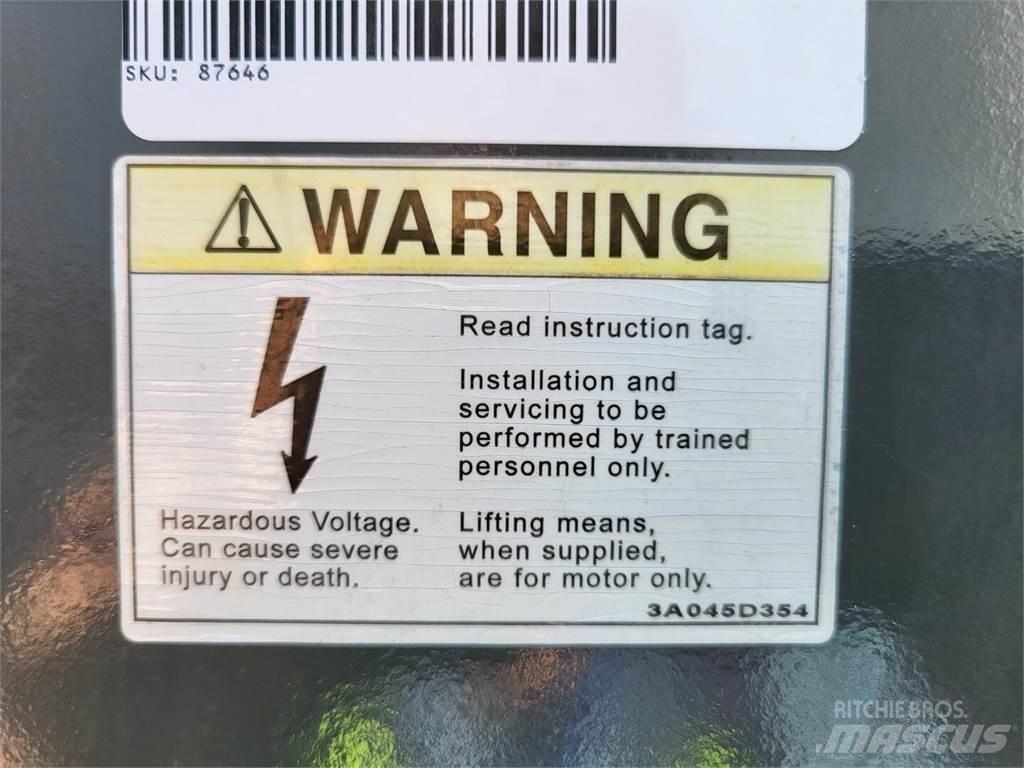 SKU: 87646
WARNING
Hazardous Voltage.
Can cause severe
injury or death.
Read instruction tag.
Installation and
servicing to be
performed by trained
personnel only.
Lifting means,
when supplied,
are for motor only.
3A045D354
RITCHIE BROS.
MASCUS